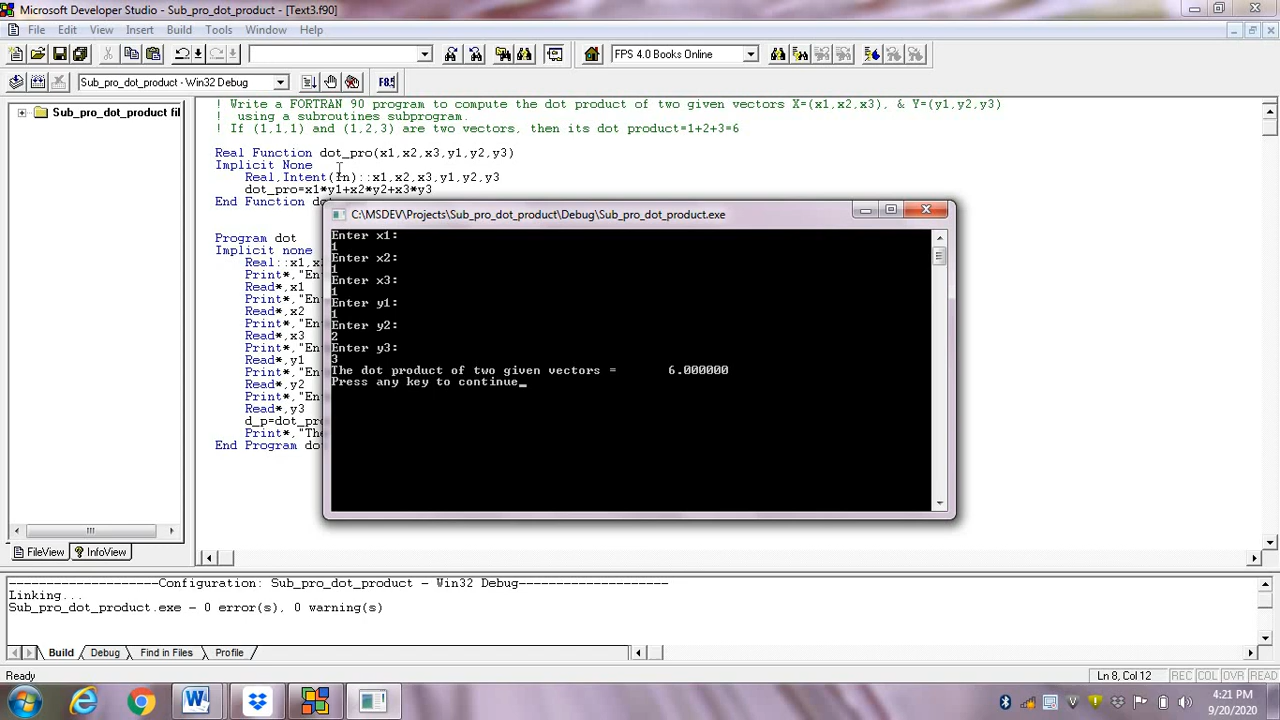 Microsoft Developer Studio - Sub_pro_dot_product - [Text3.f90]
File Edit View Insert Build Tools Window Help
FPS 4.0 Books Online
Sub_pro_dot_product - Win32 Debug
Sub_pro_dot_product fil
! Write a FORTRAN 90 program to compute the dot product of two given vectors X=(x1,x2,x3), & Y=(y1,y2,y3)
! using a subroutines subprogram.
! If (1,1,1) and (1,2,3) are two vectors, then its dot product=1+2+3=6
Real Function dot_pro(x1,x2,x3,y1,y2,y3)
Implicit None
Real,Intent(In)::x1,x2,x3,y1,y2,y3
dot_pro=x1*y1+x2*y2+x3*y3
End Function do
Program dot
Implicit none
Real::x1,x
Print*,"En
Read*,x1
Print*,"En
Read*,x2
Print*,"En
Read*,x3
Print*,"En
Read*,y1
Print*,"En
Read*,y2
Print*,"En
Read*,y3
d_p=dot_pro
Print*,"The
End Program dot
C:\MSDEV\Projects\Sub_pro_dot_product\Debug\Sub_pro_dot_product.exe
Enter x1:
1
Enter x2:
1
Enter x3:
1
Enter y1:
1
Enter y2:
2
Enter y3:
3
The dot product of two given vectors = 6.000000
Press any key to continue_
FileView InfoView
--------------------Configuration: Sub_pro_dot_product - Win32 Debug--------------------
Linking...
Sub_pro_dot_product.exe - 0 error(s), 0 warning(s)
Build Debug Find in Files Profile
Ready
Ln 8, Col 12 REC COL OVR READ
4:21 PM
9/20/2020